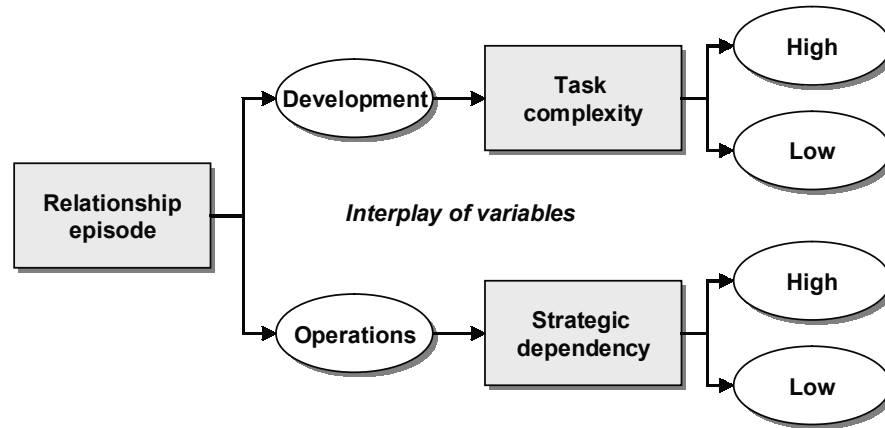 High
Development
Task
complexity
Low
Relationship
episode
Interplay of variables
High
Operations
Strategic
dependency
Low